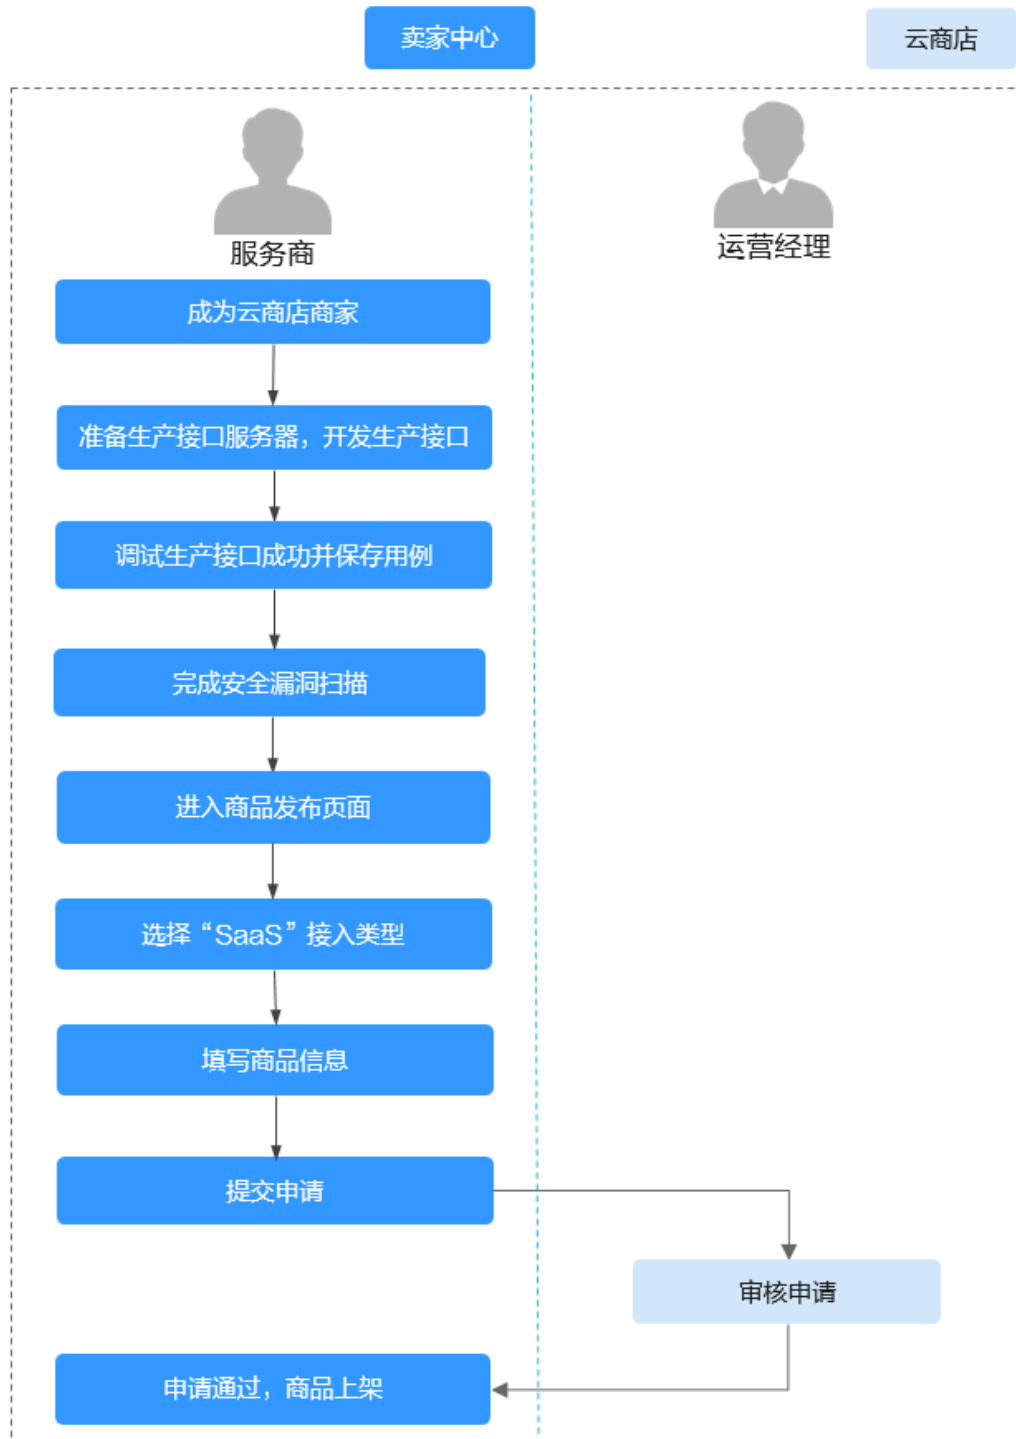 卖家中心
云商店
服务商
运营经理
成为云商店商家
准备生产接口服务器，开发生产接口
调试生产接口成功并保存用例
完成安全漏洞扫描
进入商品发布页面
选择“SaaS”接入类型
填写商品信息
提交申请
审核申请
申请通过，商品上架